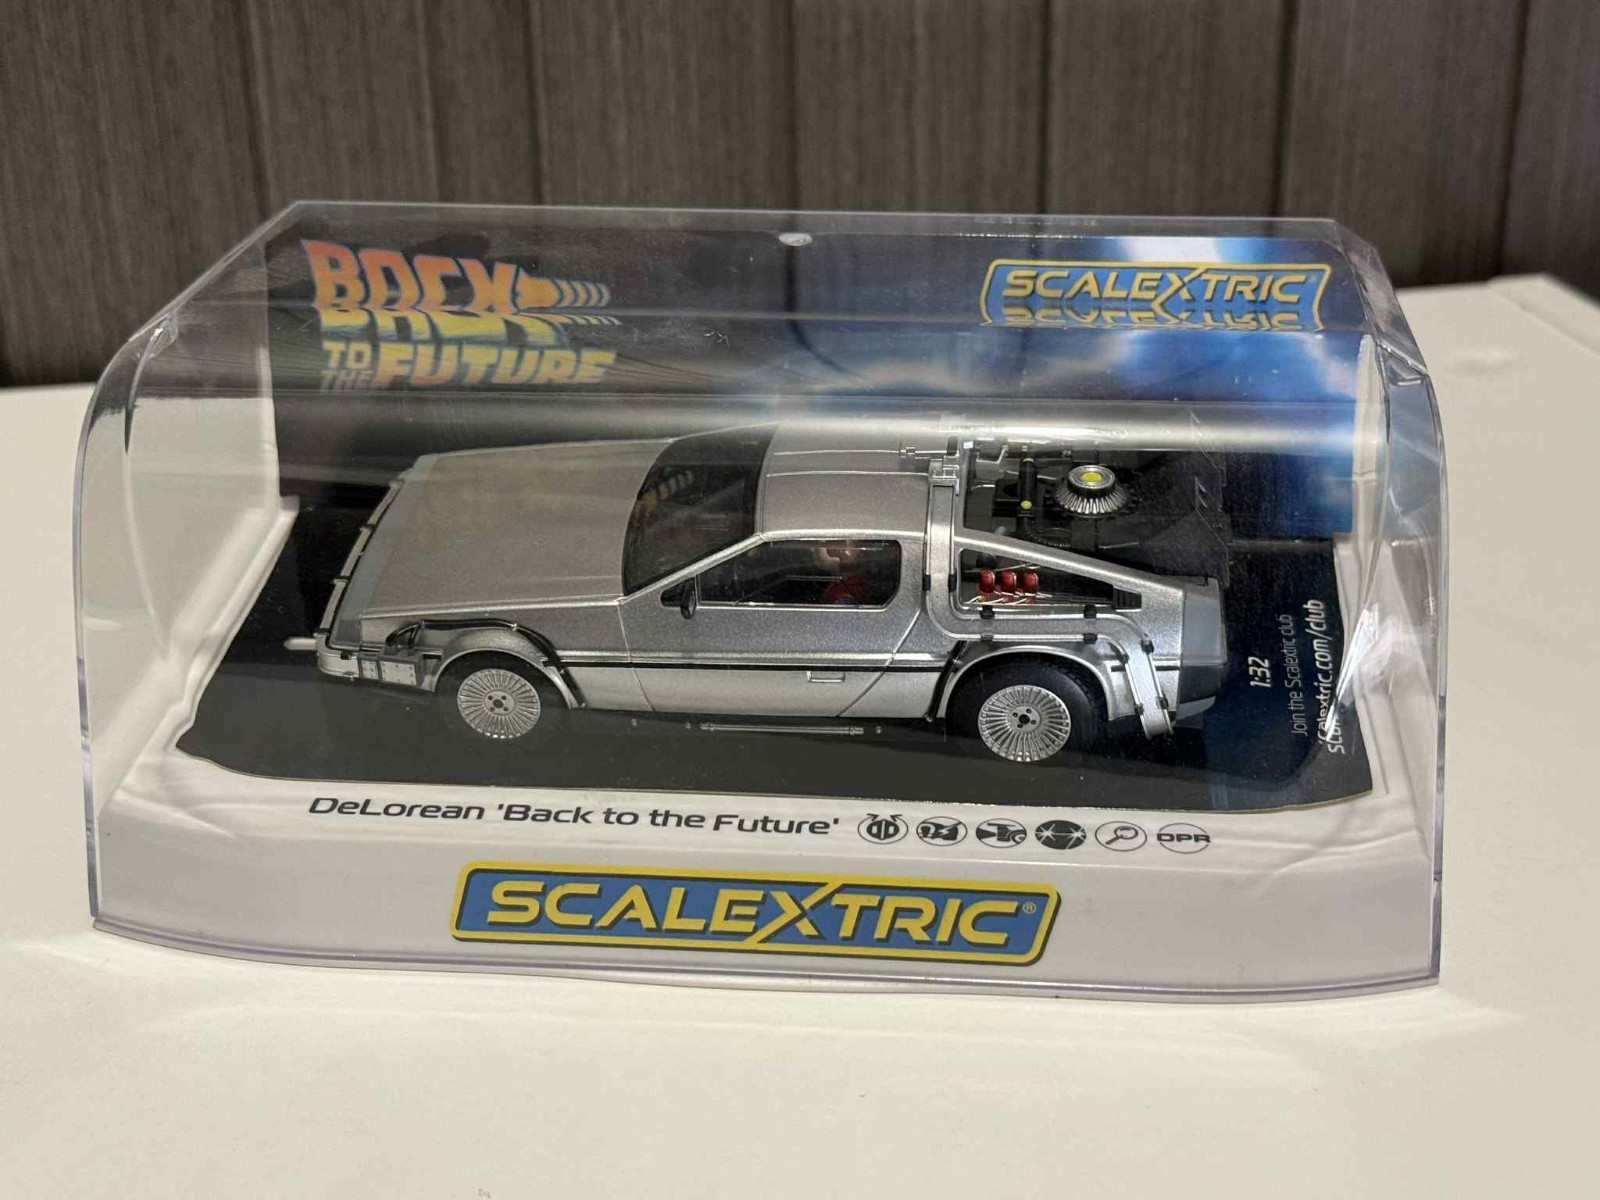 BACK
TO THE FUTURE
SCALEXTRIC
1:32
Join the Scalextric club
scalextric.com/club
DeLorean 'Back to the Future'
DPR
SCALEXTRIC®